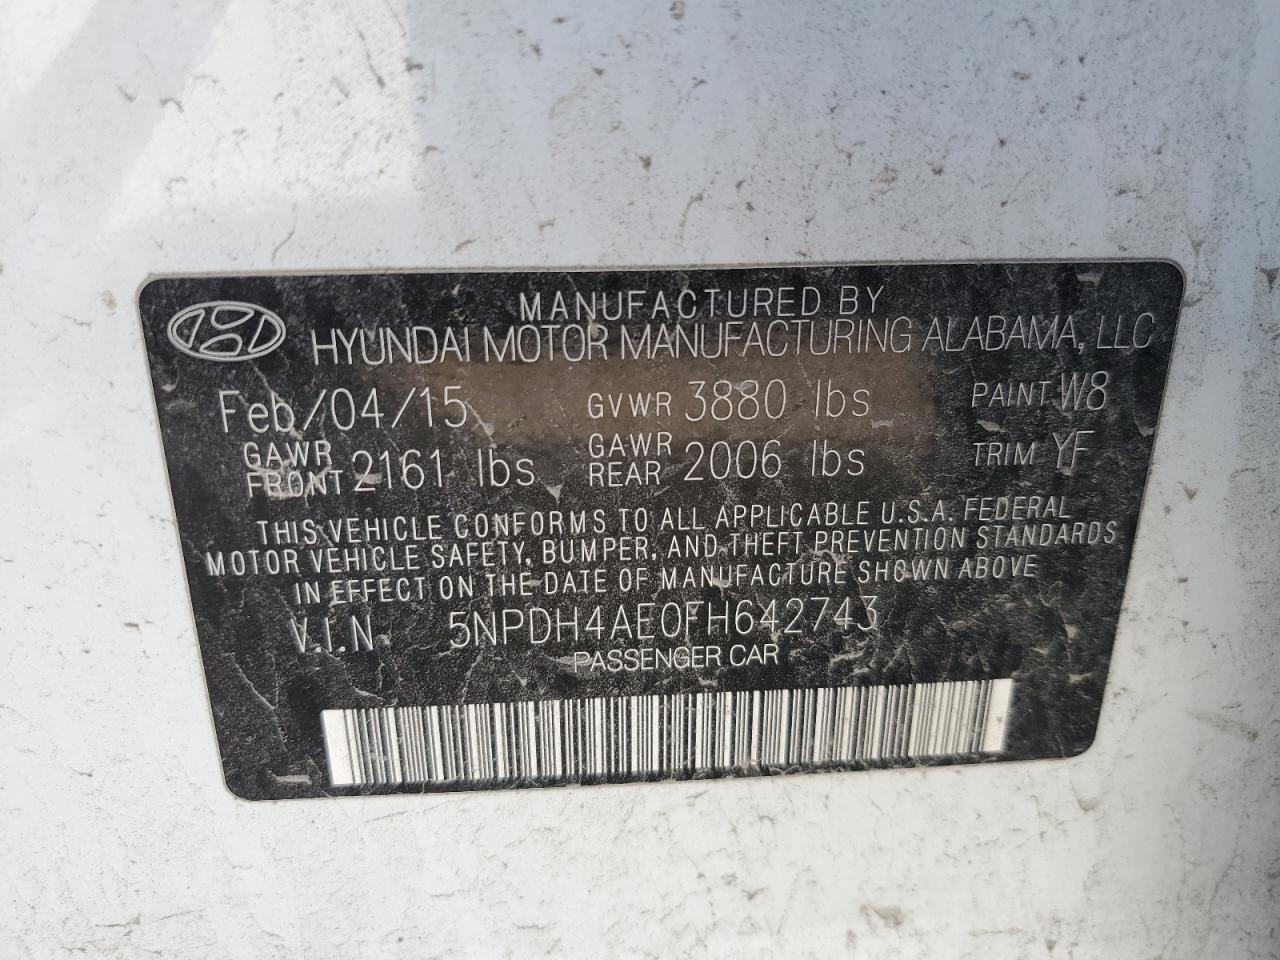 MANUFACTURED BY
HYUNDAI MOTOR MANUFACTURING ALABAMA, LLC
Feb/04/15 GVWR 3880 lbs PAINT W8
GAWR FRONT 2161 lbs GAWR REAR 2006 lbs TRIM YF
THIS VEHICLE CONFORMS TO ALL APPLICABLE U.S.A. FEDERAL
MOTOR VEHICLE SAFETY, BUMPER, AND THEFT PREVENTION STANDARDS
IN EFFECT ON THE DATE OF MANUFACTURE SHOWN ABOVE
V.I.N 5NPDH4AE0FH642743
PASSENGER CAR